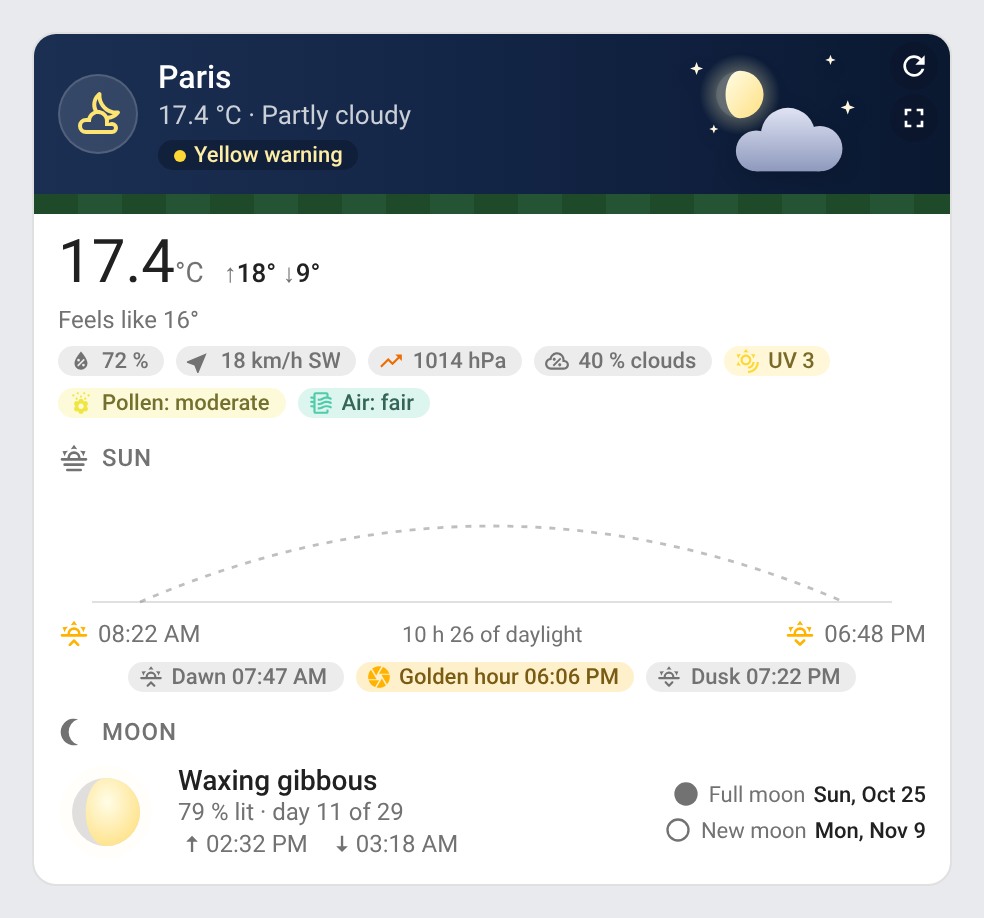 Paris
17.4 °C · Partly cloudy
Yellow warning
17.4°C ↑18° ↓9°
Feels like 16°
72 % 18 km/h SW 1014 hPa 40 % clouds UV 3
Pollen: moderate Air: fair
SUN
08:22 AM 10 h 26 of daylight 06:48 PM
Dawn 07:47 AM Golden hour 06:06 PM Dusk 07:22 PM
MOON
Waxing gibbous
79 % lit · day 11 of 29
↑ 02:32 PM ↓ 03:18 AM
Full moon Sun, Oct 25
New moon Mon, Nov 9